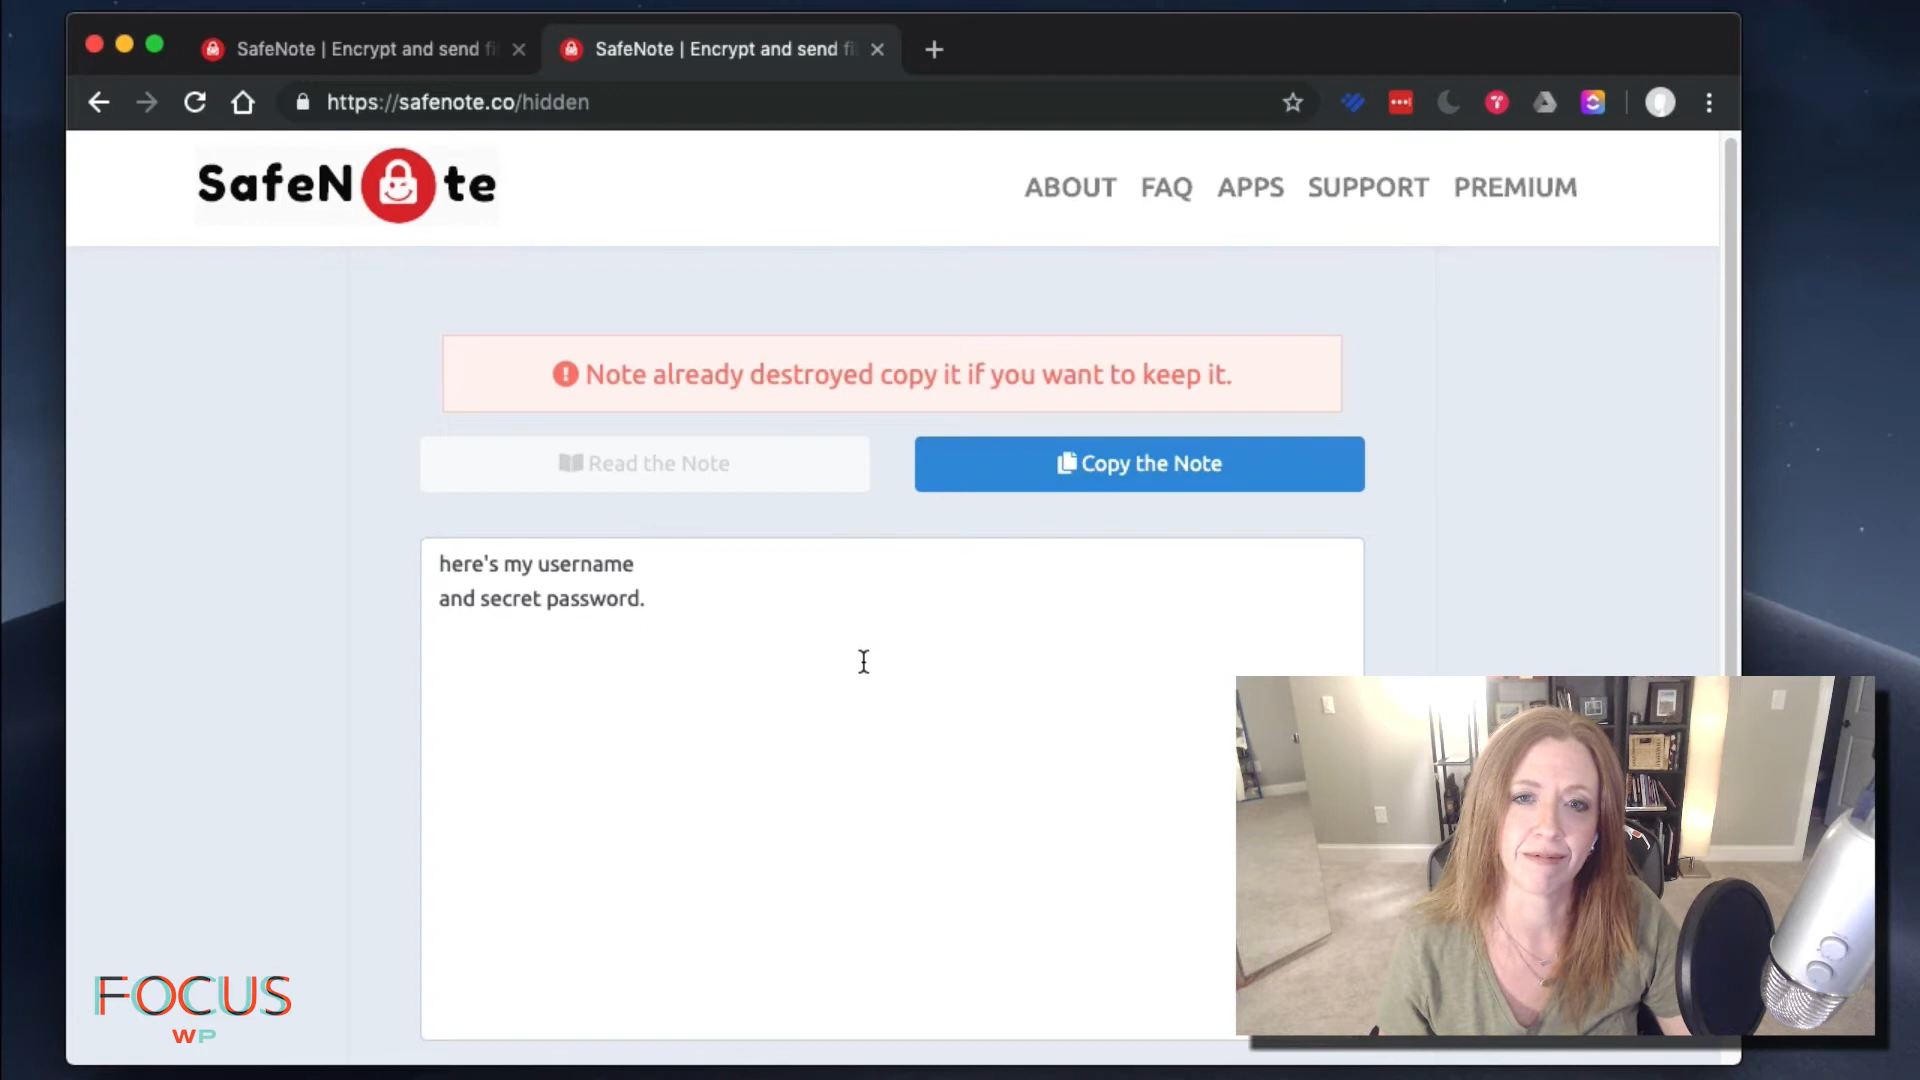 SafeNote | Encrypt and send fi
SafeNote | Encrypt and send fi
https://safenote.co/hidden
SafeN te
ABOUT FAQ APPS SUPPORT PREMIUM
Note already destroyed copy it if you want to keep it.
Read the Note
Copy the Note
here's my username
and secret password.
FOCUS
WP